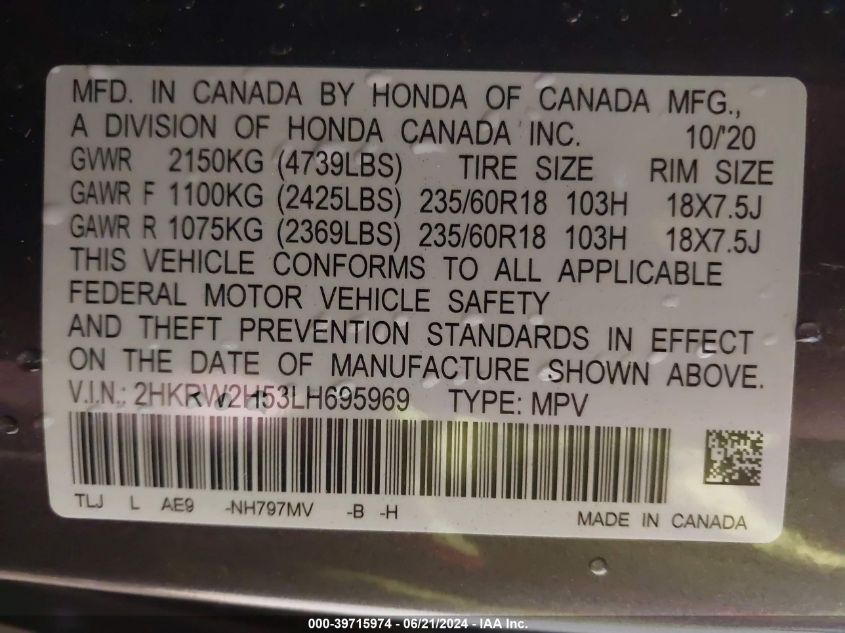 MFD. IN CANADA BY HONDA OF CANADA MFG.,
A DIVISION OF HONDA CANADA INC. 10/'20
GVWR 2150KG (4739LBS) TIRE SIZE RIM SIZE
GAWR F 1100KG (2425LBS) 235/60R18 103H 18X7.5J
GAWR R 1075KG (2369LBS) 235/60R18 103H 18X7.5J
THIS VEHICLE CONFORMS TO ALL APPLICABLE
FEDERAL MOTOR VEHICLE SAFETY
AND THEFT PREVENTION STANDARDS IN EFFECT
ON THE DATE OF MANUFACTURE SHOWN ABOVE.
V.I.N.: 2HKRW2H53LH695969 TYPE: MPV
TLJ L AE9 -NH797MV -B -H
MADE IN CANADA
000-39715974 / 06/21/2024 - IAA Inc.